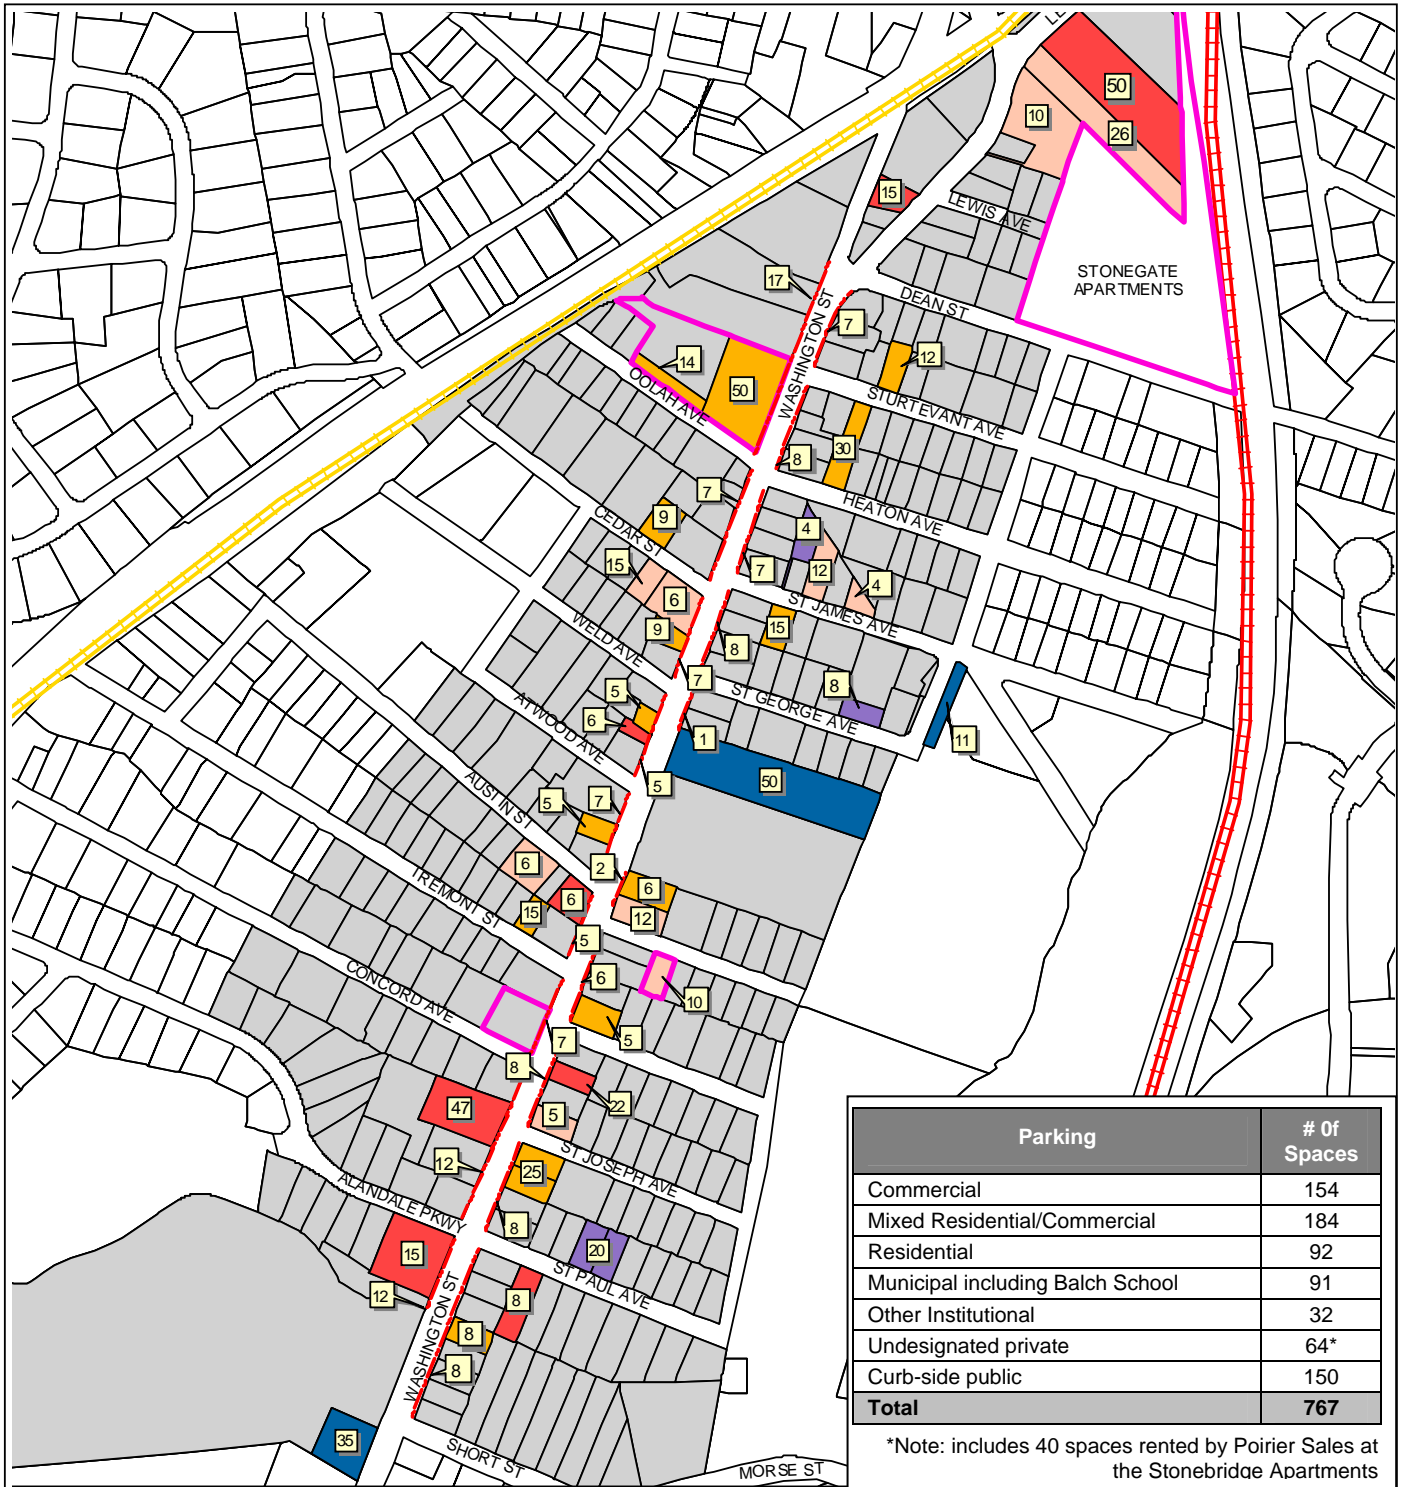 LE
50
10
26
15
LEWIS AVE
STONEGATE
APARTMENTS
17
WASHINGTON ST
DEAN ST
7
12
14
50
OOLAH AVE
STURTEVANT AVE
30
8
7
HEATON AVE
9
CEDAR ST
4
15
7
12
4
6
ST JAMES AVE
9
15
WELD AVE
8
7
ST GEORGE AVE
8
5
6
ATWOOD AVE
1
11
5
50
AUSTIN ST
5
7
6
2
6
6
12
15
TREMONT ST
5
6
10
CONCORD AVE
7
5
8
22
47
5
12
ST JOSEPH AVE
25
ALANDALE PKWY
8
15
20
ST PAUL AVE
12
8
WASHINGTON ST
8
8
35
SHORT ST
MORSE ST
Parking # 0f
Spaces
Commercial 154
Mixed Residential/Commercial 184
Residential 92
Municipal including Balch School 91
Other Institutional 32
Undesignated private 64*
Curb-side public 150
Total 767
*Note: includes 40 spaces rented by Poirier Sales at
the Stonebridge Apartments